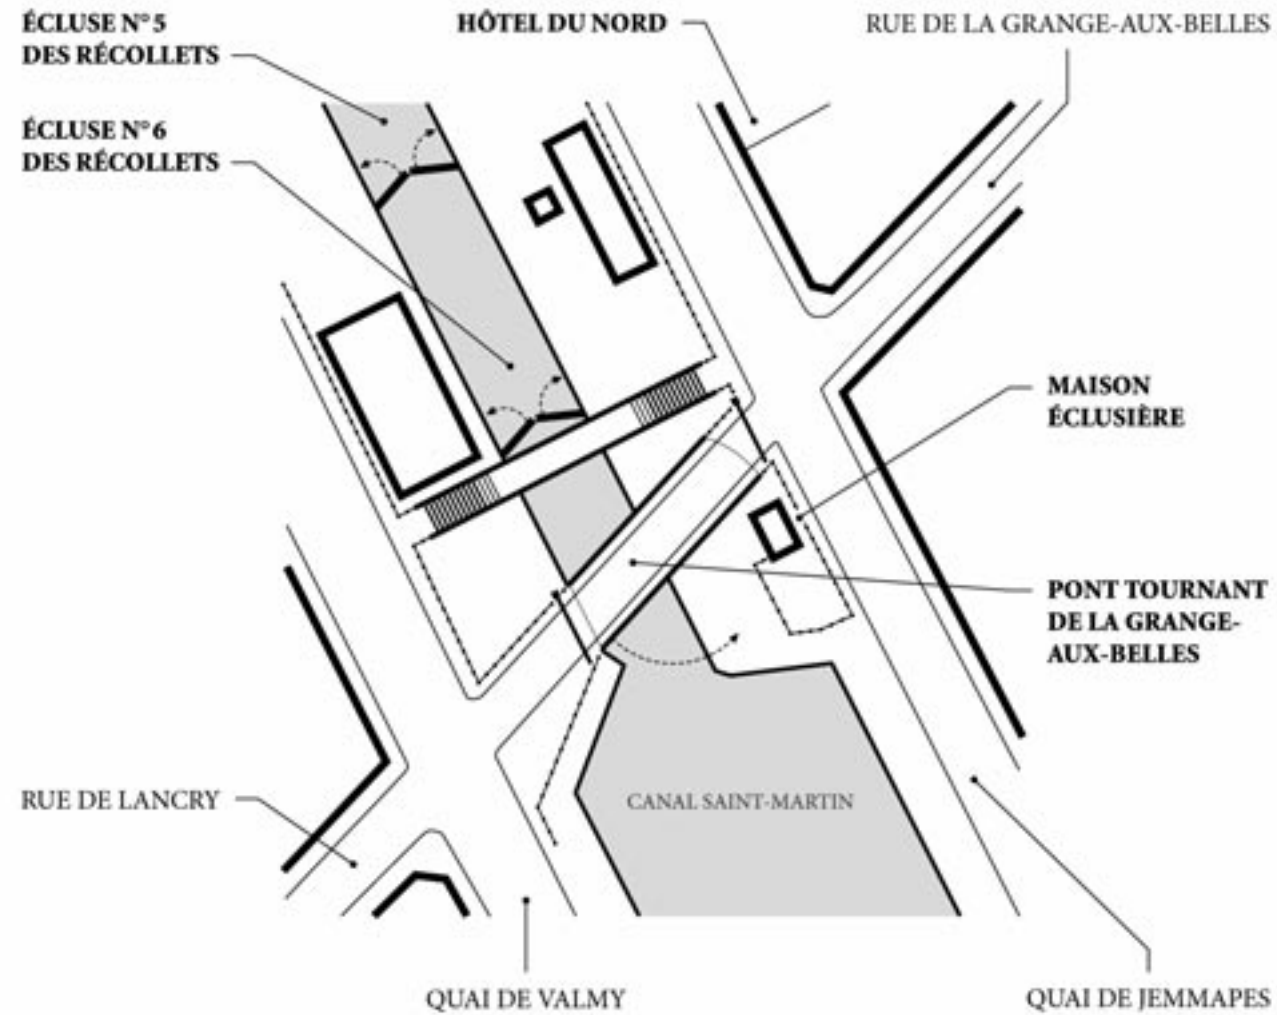 ÉCLUSE N° 5
DES RÉCOLLETS
HÔTEL DU NORD
RUE DE LA GRANGE-AUX-BELLES
ÉCLUSE N° 6
DES RÉCOLLETS
MAISON
ÉCLUSIÈRE
PONT TOURNANT
DE LA GRANGE-
AUX-BELLES
RUE DE LANCRY
CANAL SAINT-MARTIN
QUAI DE VALMY
QUAI DE JEMMAPES